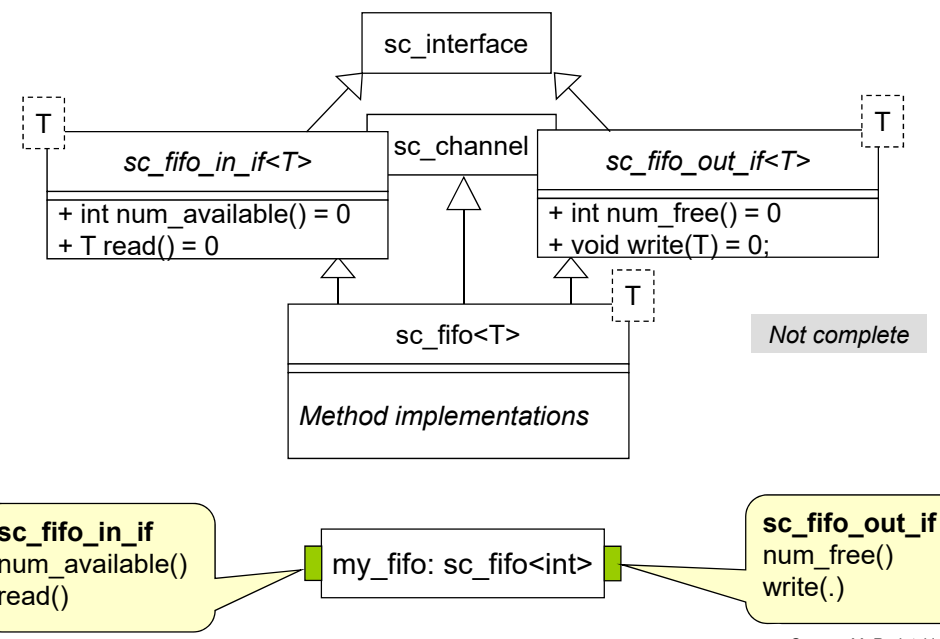 sc_interface
T
sc_fifo_in_if<T>
+ int num_available() = 0
+ T read() = 0
sc_channel
T
sc_fifo_out_if<T>
+ int num_free() = 0
+ void write(T) = 0;
T
sc_fifo<T>
Method implementations
Not complete
sc_fifo_in_if
num_available()
read()
my_fifo: sc_fifo<int>
sc_fifo_out_if
num_free()
write(.)